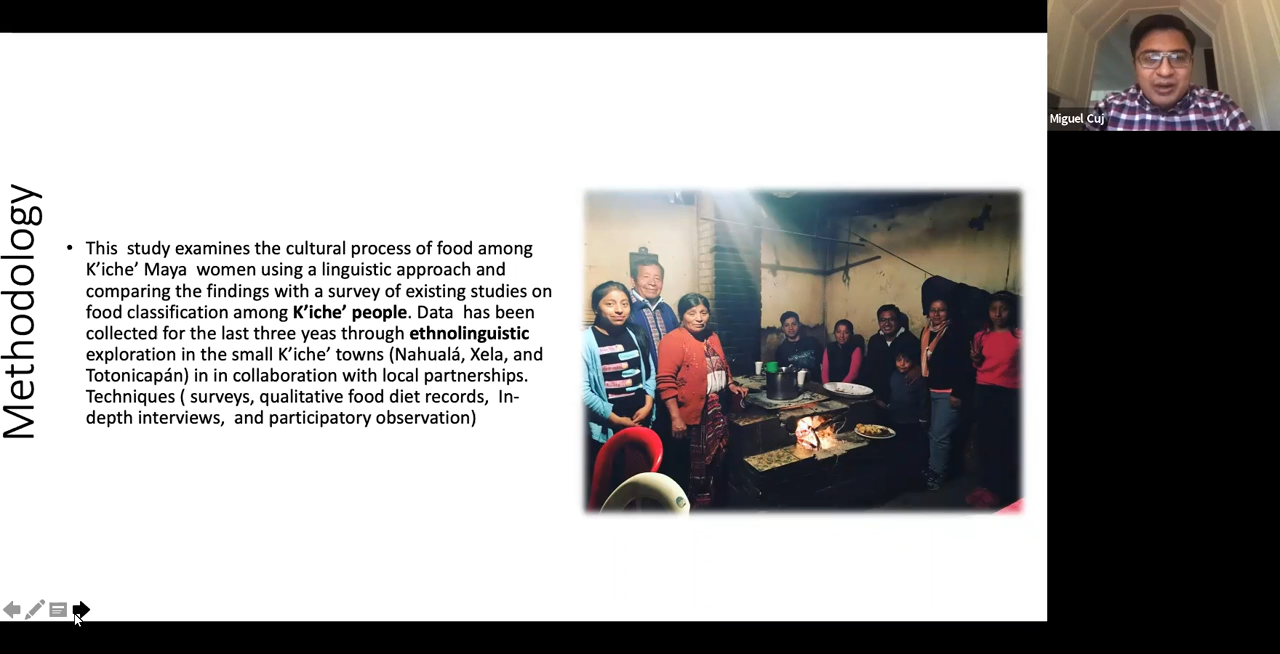 Methodology
• This study examines the cultural process of food among
K’iche’ Maya women using a linguistic approach and
comparing the findings with a survey of existing studies on
food classification among K’iche’ people. Data has been
collected for the last three yeas through ethnolinguistic
exploration in the small K’iche’ towns (Nahualá, Xela, and
Totonicapán) in in collaboration with local partnerships.
Techniques ( surveys, qualitative food diet records, In-
depth interviews, and participatory observation)
Miguel Cuj